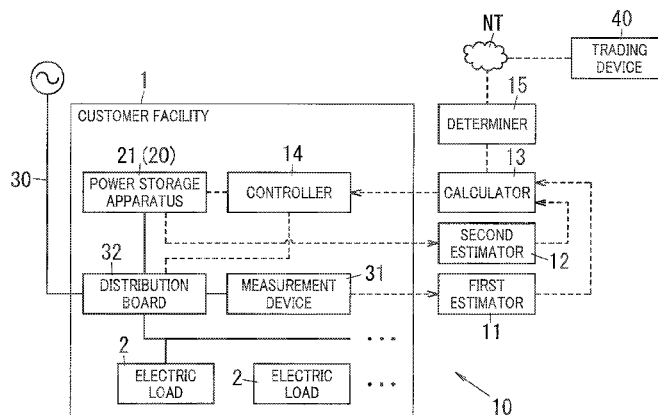 NT
40
TRADING
DEVICE
15
DETERMINER
1
CUSTOMER FACILITY
13
CALCULATOR
21 (20)
POWER STORAGE
APPARATUS
14
CONTROLLER
30
SECOND
ESTIMATOR
12
32
DISTRIBUTION
BOARD
31
MEASUREMENT
DEVICE
FIRST
ESTIMATOR
11
2
ELECTRIC
LOAD
2
ELECTRIC
LOAD
10